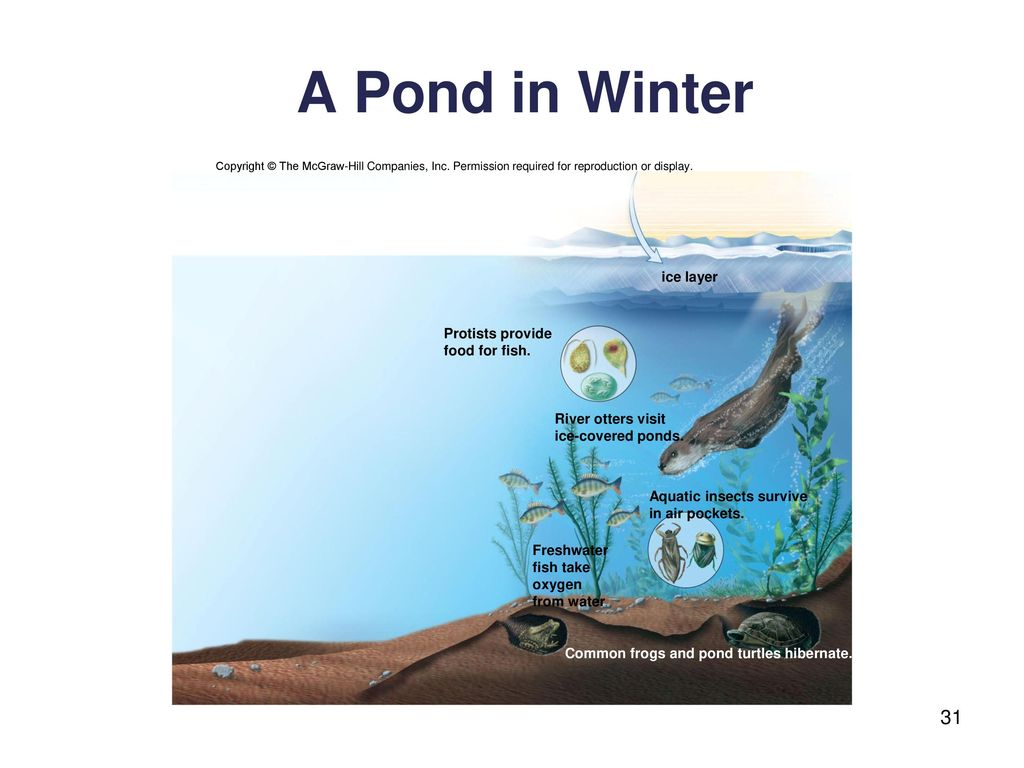 A Pond in Winter
Copyright © The McGraw-Hill Companies, Inc. Permission required for reproduction or display.
ice layer
Protists provide
food for fish.
River otters visit
ice-covered ponds.
Aquatic insects survive
in air pockets.
Freshwater
fish take
oxygen
from water
Common frogs and pond turtles hibernate.
31